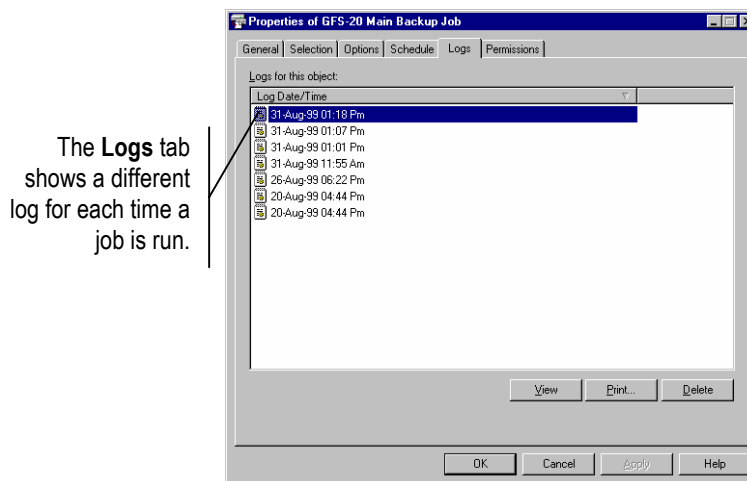 Properties of GFS-20 Main Backup Job
General Selection Options Schedule Logs Permissions
Logs for this object:
Log Date/Time
31-Aug-99 01:18 Pm
31-Aug-99 01:07 Pm
31-Aug-99 01:01 Pm
31-Aug-99 11:55 Am
26-Aug-99 06:22 Pm
20-Aug-99 04:44 Pm
20-Aug-99 04:44 Pm
The Logs tab
shows a different
log for each time a
job is run.
View Print... Delete
OK Cancel Apply Help